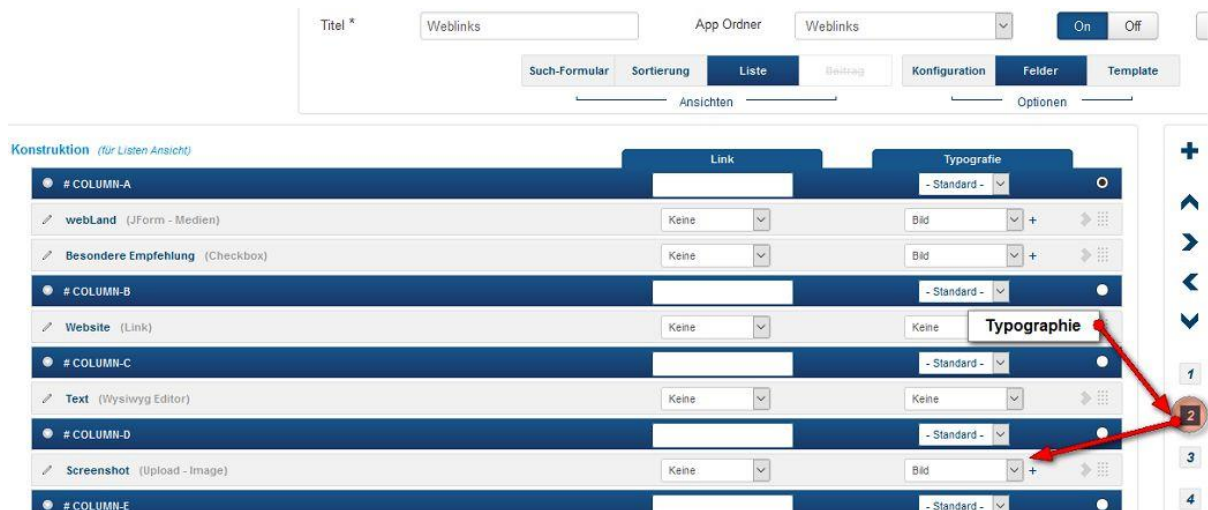 Titel * Weblinks App Ordner Weblinks On Off
Such-Formular Sortierung Liste Beitrag Konfiguration Felder Template
Ansichten Optionen
Konstruktion (für Listen Ansicht) Link Typografie
# COLUMN-A - Standard -
webLand (JForm - Medien) Keine Bild +
Besondere Empfehlung (Checkbox) Keine Bild +
# COLUMN-B - Standard -
Website (Link) Keine Keine Typographie
# COLUMN-C - Standard -
1
Text (Wysiwyg Editor) Keine Keine
2
# COLUMN-D - Standard -
3
Screenshot (Upload - Image) Keine Bild +
4
# COLUMN-E - Standard -